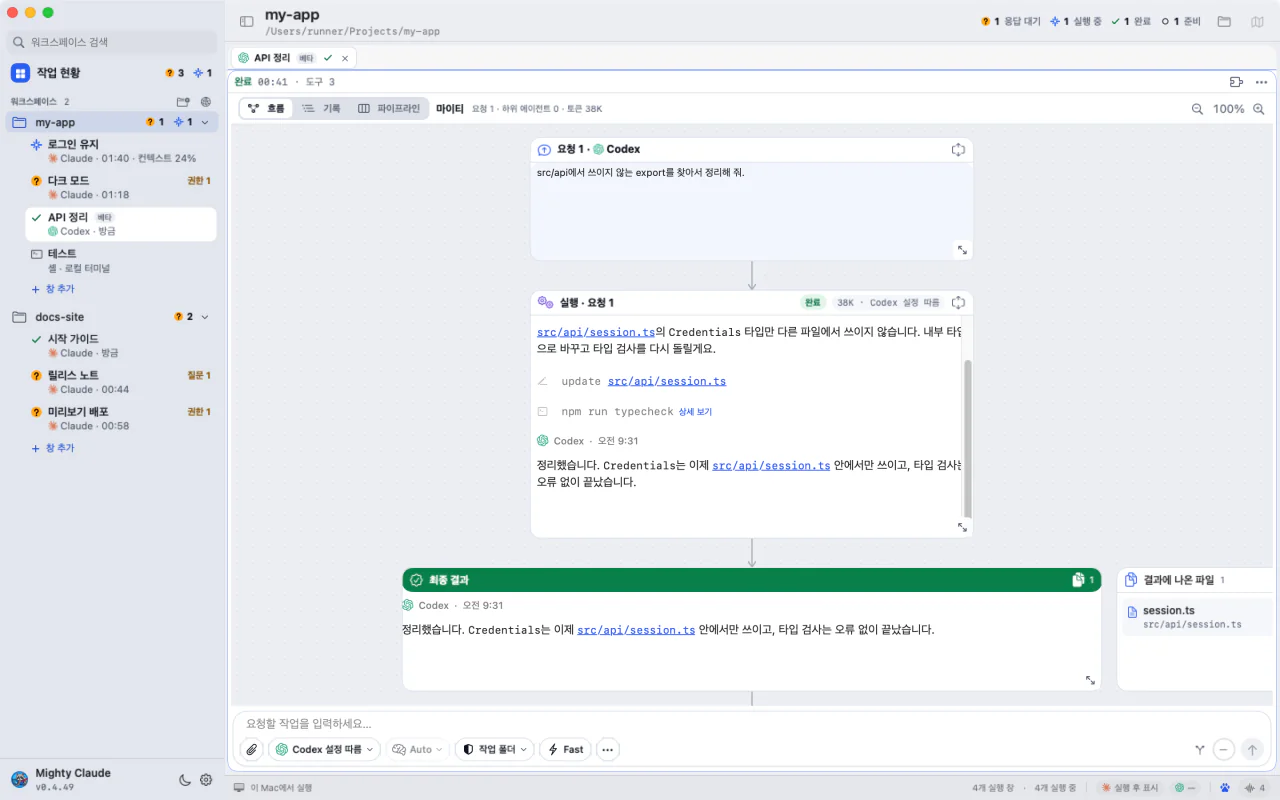 my-app
/Users/runner/Projects/my-app
? 1 응답 대기 1 실행 중 1 완료 1 준비
워크스페이스 검색
작업 현황 ? 3 1
워크스페이스 2
my-app ? 1 1
로그인 유지
Claude · 01:40 · 컨텍스트 24%
? 다크 모드 권한 1
Claude · 01:18
API 정리 베타
Codex · 방금
테스트
셸 · 로컬 터미널
+ 창 추가
docs-site ? 2
시작 가이드
Claude · 방금
? 릴리스 노트 질문 1
Claude · 00:44
? 미리보기 배포 권한 1
Claude · 00:58
+ 창 추가
Mighty Claude
v0.4.49
API 정리 베타
완료 00:41 · 도구 3
흐름 기록 파이프라인 마이티 요청 1 · 하위 에이전트 0 · 토큰 38K 100%
요청 1 · Codex
src/api에서 쓰이지 않는 export를 찾아서 정리해 줘.
실행 · 요청 1 완료 38K · Codex 설정 따름
src/api/session.ts의 Credentials 타입만 다른 파일에서 쓰이지 않습니다. 내부 타입
으로 바꾸고 타입 검사를 다시 돌릴게요.
update src/api/session.ts
npm run typecheck 상세 보기
Codex · 오전 9:31
정리했습니다. Credentials는 이제 src/api/session.ts 안에서만 쓰이고, 타입 검사는
오류 없이 끝났습니다.
최종 결과 1
Codex · 오전 9:31
정리했습니다. Credentials는 이제 src/api/session.ts 안에서만 쓰이고, 타입 검사는 오류 없이 끝났습니다.
결과에 나온 파일 1
session.ts
src/api/session.ts
요청할 작업을 입력하세요...
Codex 설정 따름 Auto 작업 폴더 Fast
이 Mac에서 실행 4개 실행 창 · 4개 실행 중 실행 후 표시 — 4